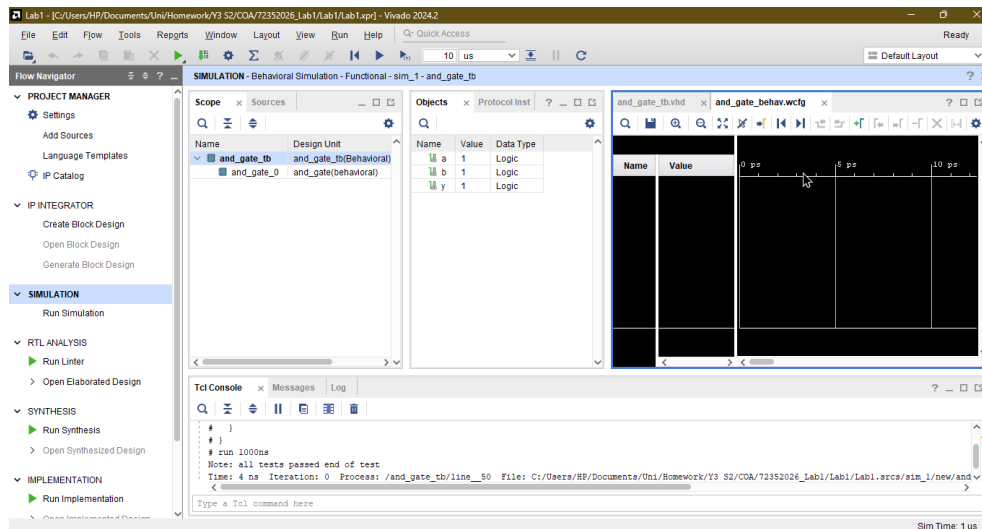 Lab1 - [C:/Users/HP/Documents/Uni/Homework/Y3 S2/COA/72352026_Lab1/Lab1/Lab1.xpr] - Vivado 2024.2
File Edit Flow Tools Reports Window Layout View Run Help Q- Quick Access Ready
10 us Default Layout
Flow Navigator
SIMULATION - Behavioral Simulation - Functional - sim_1 - and_gate_tb
PROJECT MANAGER
Settings
Add Sources
Language Templates
IP Catalog
IP INTEGRATOR
Create Block Design
Open Block Design
Generate Block Design
SIMULATION
Run Simulation
RTL ANALYSIS
Run Linter
Open Elaborated Design
SYNTHESIS
Run Synthesis
Open Synthesized Design
IMPLEMENTATION
Run Implementation
Open Implemented Design
Scope Sources
Name Design Unit
and_gate_tb and_gate_tb(Behavioral)
and_gate_0 and_gate(behavioral)
Objects Protocol Inst
Name Value Data Type
a 1 Logic
b 1 Logic
y 1 Logic
and_gate_tb.vhd and_gate_behav.wcfg
Name Value 0 ps 5 ps 10 ps
Tcl Console Messages Log
# }
# }
# run 1000ns
Note: all tests passed end of test
Time: 4 ns Iteration: 0 Process: /and_gate_tb/line__50 File: C:/Users/HP/Documents/Uni/Homework/Y3 S2/COA/72352026_Lab1/Lab1/Lab1.srcs/sim_1/new/and
Type a Tcl command here
Sim Time: 1 us